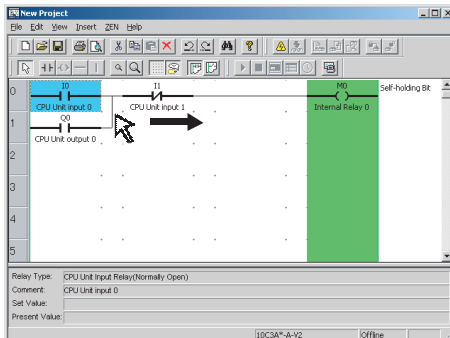 New Project
File Edit View Insert ZEN Help
0
I0
I1
M0
Self-holding Bit
CPU Unit input 0
CPU Unit input 1
Internal Relay 0
1
Q0
CPU Unit output 0
2
3
4
5
Relay Type: CPU Unit Input Relay(Normally Open)
Comment: CPU Unit input 0
Set Value:
Present Value:
10C3A*-A-V2 Offline